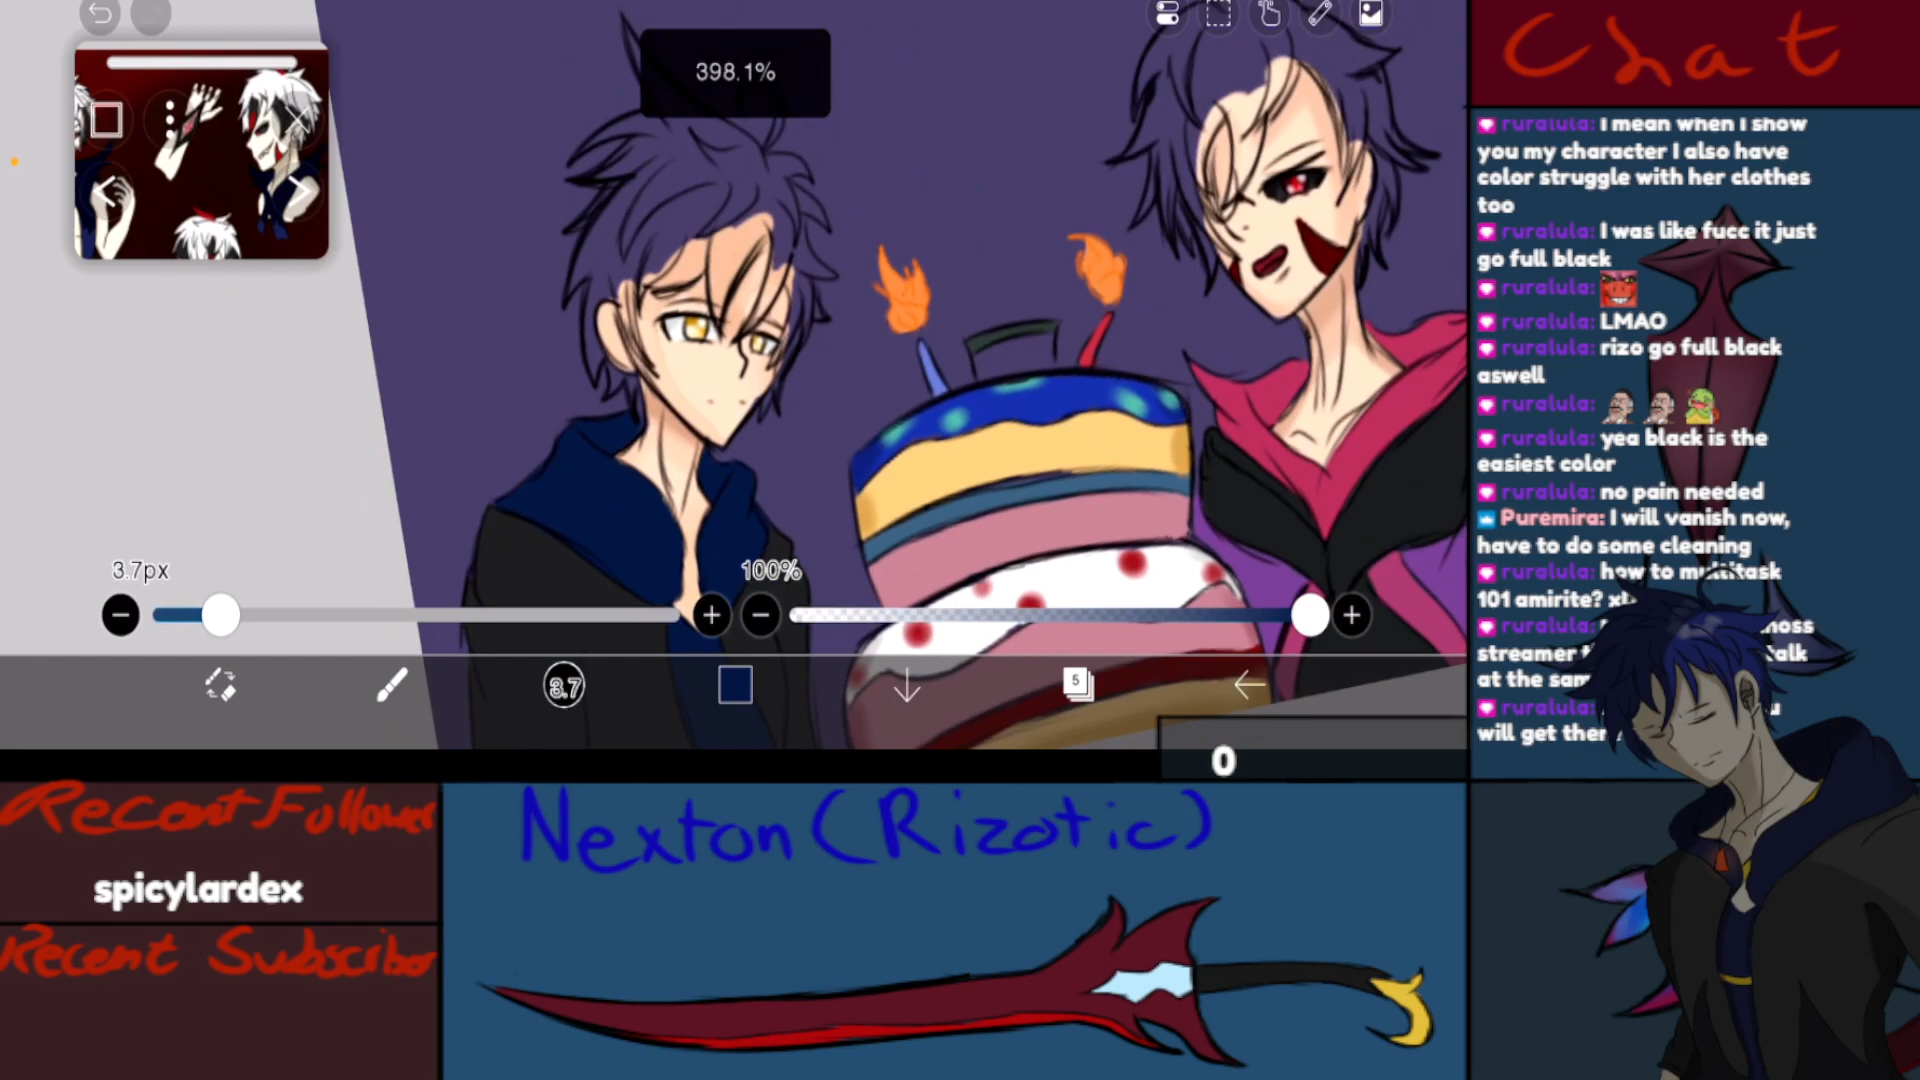 398.1%
3.7px
100%
3.7
5
0
Chat
ruralula: I mean when I show
you my character I also have
color struggle with her clothes
too
ruralula: I was like fucc it just
go full black
ruralula:
ruralula: LMAO
ruralula: rizo go full black
aswell
ruralula:
ruralula: yea black is the
easiest color
ruralula: no pain needed
Puremira: I will vanish now,
have to do some cleaning
ruralula: how to multitask
101 amirite?
ruralula:
streamer talk
at the sam
ruralula:
will get ther
Recent Follower
spicylardex
Recent Subscriber
Nexton (Rizotic)